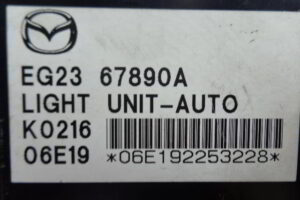 EG23 67890A
LIGHT UNIT-AUTO
K0216
06E19 *06E192253228*